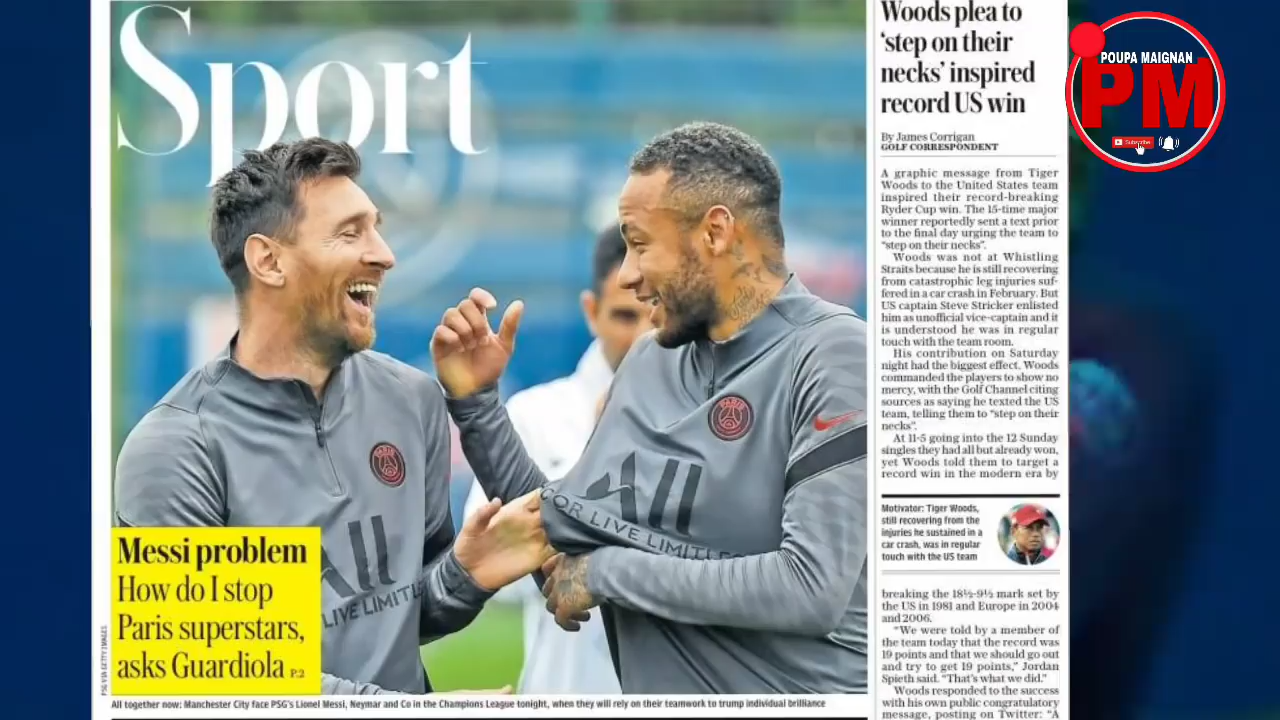 Sport
Messi problem
How do I stop
Paris superstars,
asks Guardiola P.2
PSG VIA GETTY IMAGES
PARIS
PARIS
All
LIVE LIMITL
All
COR LIVE LIMITLES
All together now: Manchester City face PSG's Lionel Messi, Neymar and Co in the Champions League tonight, when they will rely on their teamwork to trump individual brilliance
Woods plea to
‘step on their
necks’ inspired
record US win
By James Corrigan
GOLF CORRESPONDENT
A graphic message from Tiger
Woods to the United States team
inspired their record-breaking
Ryder Cup win. The 15-time major
winner reportedly sent a text prior
to the final day urging the team to
“step on their necks”.
Woods was not at Whistling
Straits because he is still recovering
from catastrophic leg injuries suf-
fered in a car crash in February. But
US captain Steve Stricker enlisted
him as unofficial vice-captain and it
is understood he was in regular
touch with the team room.
His contribution on Saturday
night had the biggest effect. Woods
commanded the players to show no
mercy, with the Golf Channel citing
sources as saying he texted the US
team, telling them to “step on their
necks”.
At 11-5 going into the 12 Sunday
singles they had all but already won,
yet Woods told them to target a
record win in the modern era by
Motivator: Tiger Woods,
still recovering from the
injuries he sustained in a
car crash, was in regular
touch with the US team
breaking the 18½-9½ mark set by
the US in 1981 and Europe in 2004
and 2006.
“We were told by a member of
the team today that the record was
19 points and that we should go out
and try to get 19 points,” Jordan
Spieth said. “That's what we did.”
Woods responded to the success
with his own public congratulatory
message, posting on Twitter: “A
POUPA MAIGNAN
PM
Subscribe